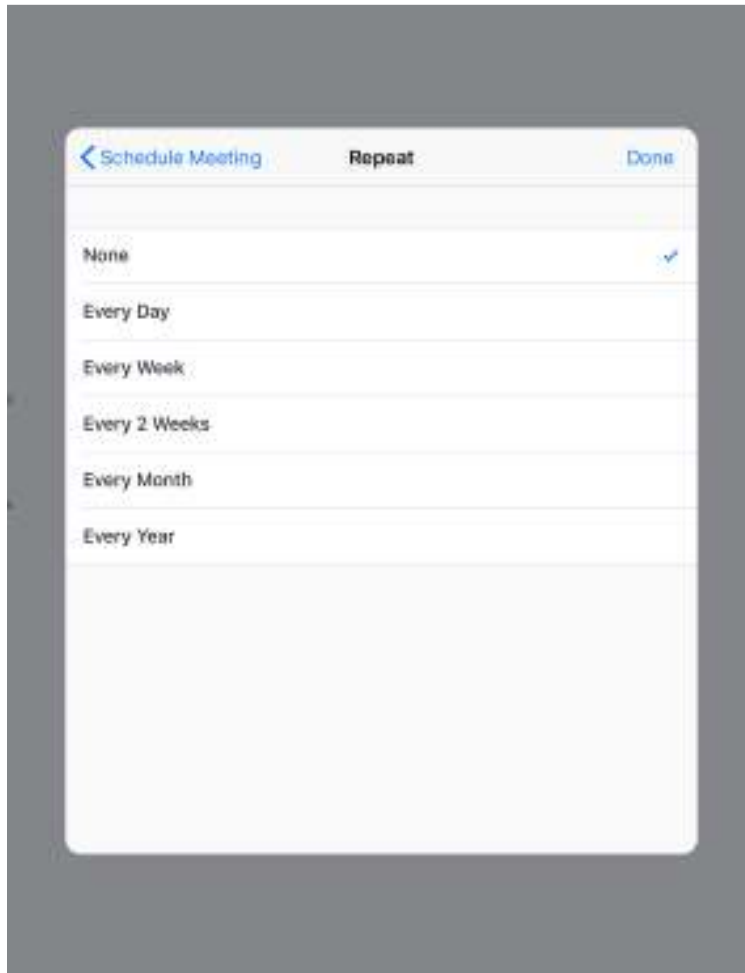 Schedule Meeting Repeat Done
None
Every Day
Every Week
Every 2 Weeks
Every Month
Every Year